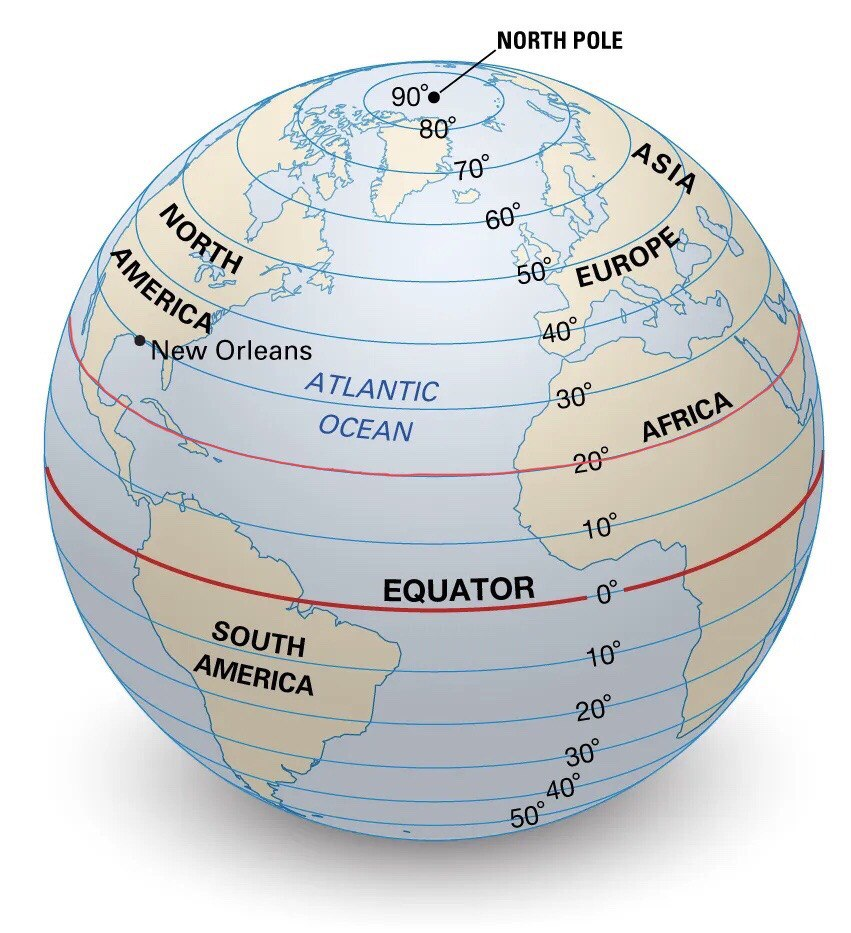 NORTH POLE
90°
80°
70°
60°
50°
40°
30°
20°
10°
0°
10°
20°
30°
40°
50°
ASIA
EUROPE
NORTH
AMERICA
New Orleans
ATLANTIC
OCEAN
AFRICA
EQUATOR
SOUTH
AMERICA